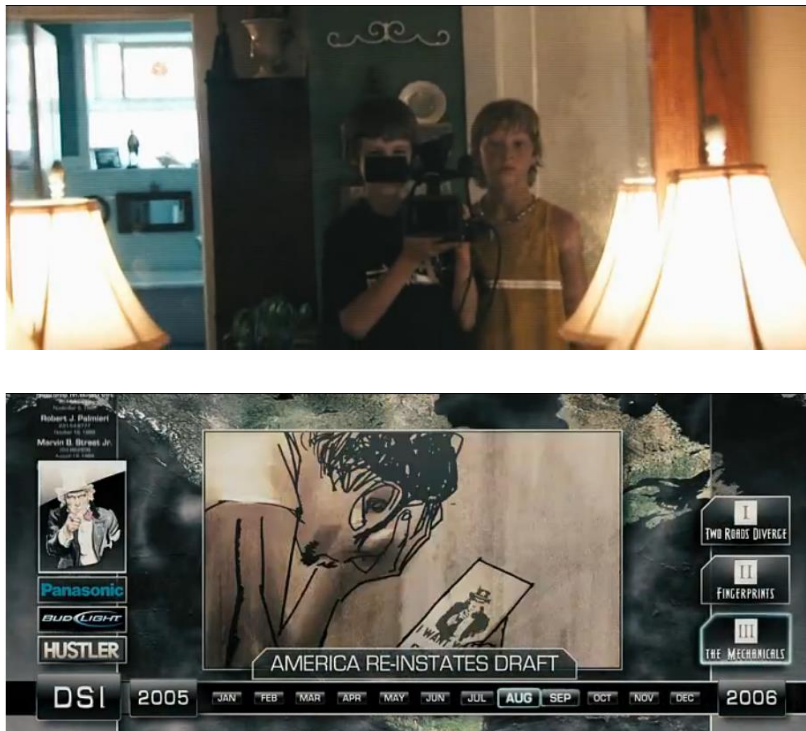 Robert J. Palmieri
Marvin B. Street Jr.
Panasonic
BUD LIGHT
HUSTLER
I WANT
AMERICA RE-INSTATES DRAFT
I
TWO ROADS DIVERGE
II
FINGERPRINTS
III
THE MECHANICALS
DSI
2005
JAN
FEB
MAR
APR
MAY
JUN
JUL
AUG
SEP
OCT
NOV
DEC
2006